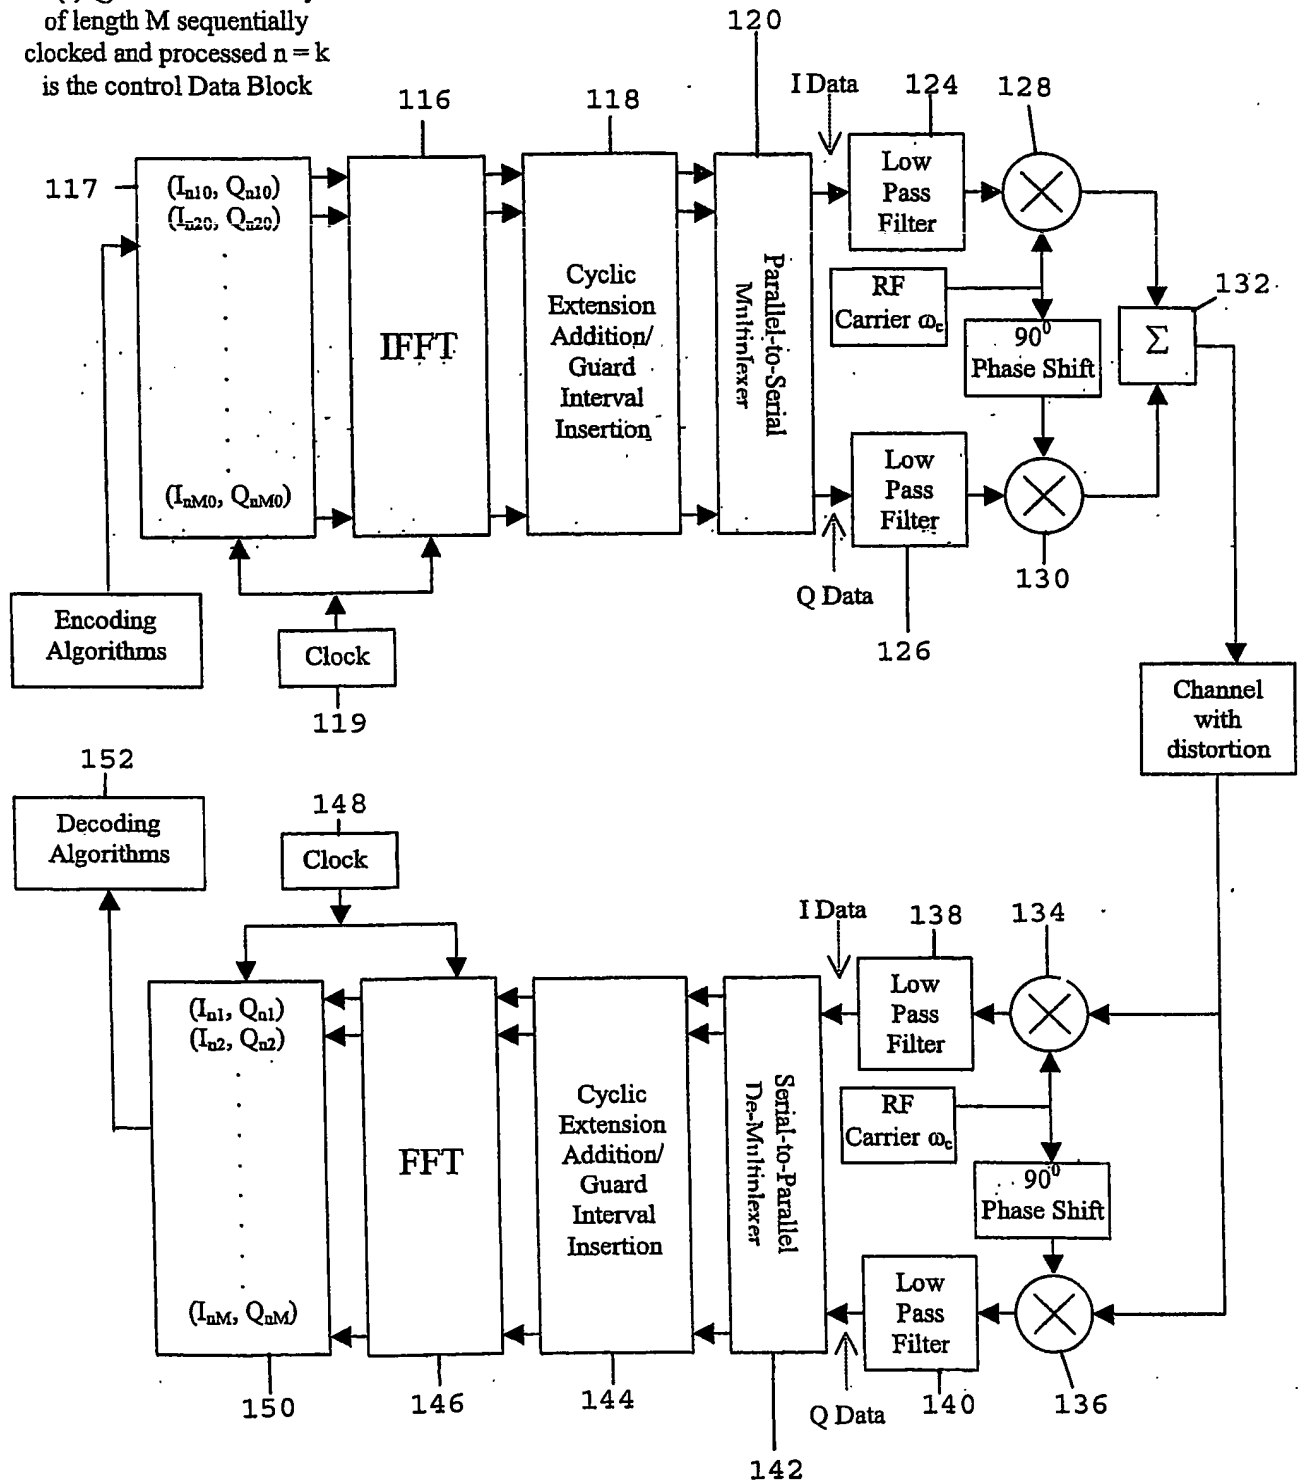 of length M sequentially
clocked and processed n = k
is the control Data Block
120
I Data
124
128
116
118
117
(Iₙ₁₀, Qₙ₁₀)
(Iₙ₂₀, Qₙ₂₀)
(IₙM₀, QₙM₀)
IFFT
Cyclic
Extension
Addition/
Guard
Interval
Insertion
Parallel-to-Serial
Multiplexer
Low
Pass
Filter
RF
Carrier ωc
90⁰
Phase Shift
132
Σ
Low
Pass
Filter
130
Q Data
126
Encoding
Algorithms
Clock
119
Channel
with
distortion
152
Decoding
Algorithms
148
Clock
I Data
138
134
(Iₙ₁, Qₙ₁)
(Iₙ₂, Qₙ₂)
(IₙM, QₙM)
FFT
Cyclic
Extension
Addition/
Guard
Interval
Insertion
Serial-to-Parallel
De-Multiplexer
Low
Pass
Filter
RF
Carrier ωc
90⁰
Phase Shift
Low
Pass
Filter
150
146
144
Q Data
140
136
142